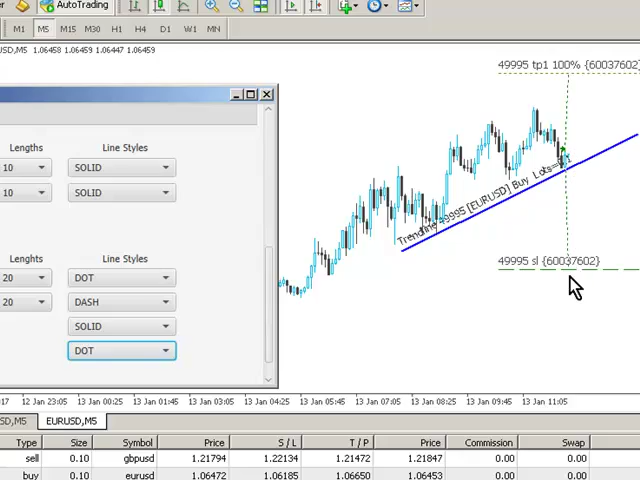 AutoTrading
M1 M5 M15 M30 H1 H4 D1 W1 MN
USD,M5 1.06458 1.06459 1.06447 1.06459
49995 tp1 100% {60037602}
Lengths Line Styles
10 SOLID
10 SOLID
Trendline 49995 [EURUSD] Buy Lots=0.1
49995 sl {60037602}
Lenghts Line Styles
20 DOT
20 DASH
SOLID
DOT
17 12 Jan 23:05 13 Jan 00:25 13 Jan 01:45 13 Jan 03:05 13 Jan 04:25 13 Jan 05:45 13 Jan 07:05 13 Jan 08:25 13 Jan 09:45 13 Jan 11:05
SD,M5 EURUSD,M5
Type Size Symbol Price S / L T / P Price Commission Swap
sell 0.10 gbpusd 1.21794 1.22134 1.21472 1.21847 0.00 0.00
buy 0.10 eurusd 1.06472 1.06185 1.06650 1.06453 0.00 0.00